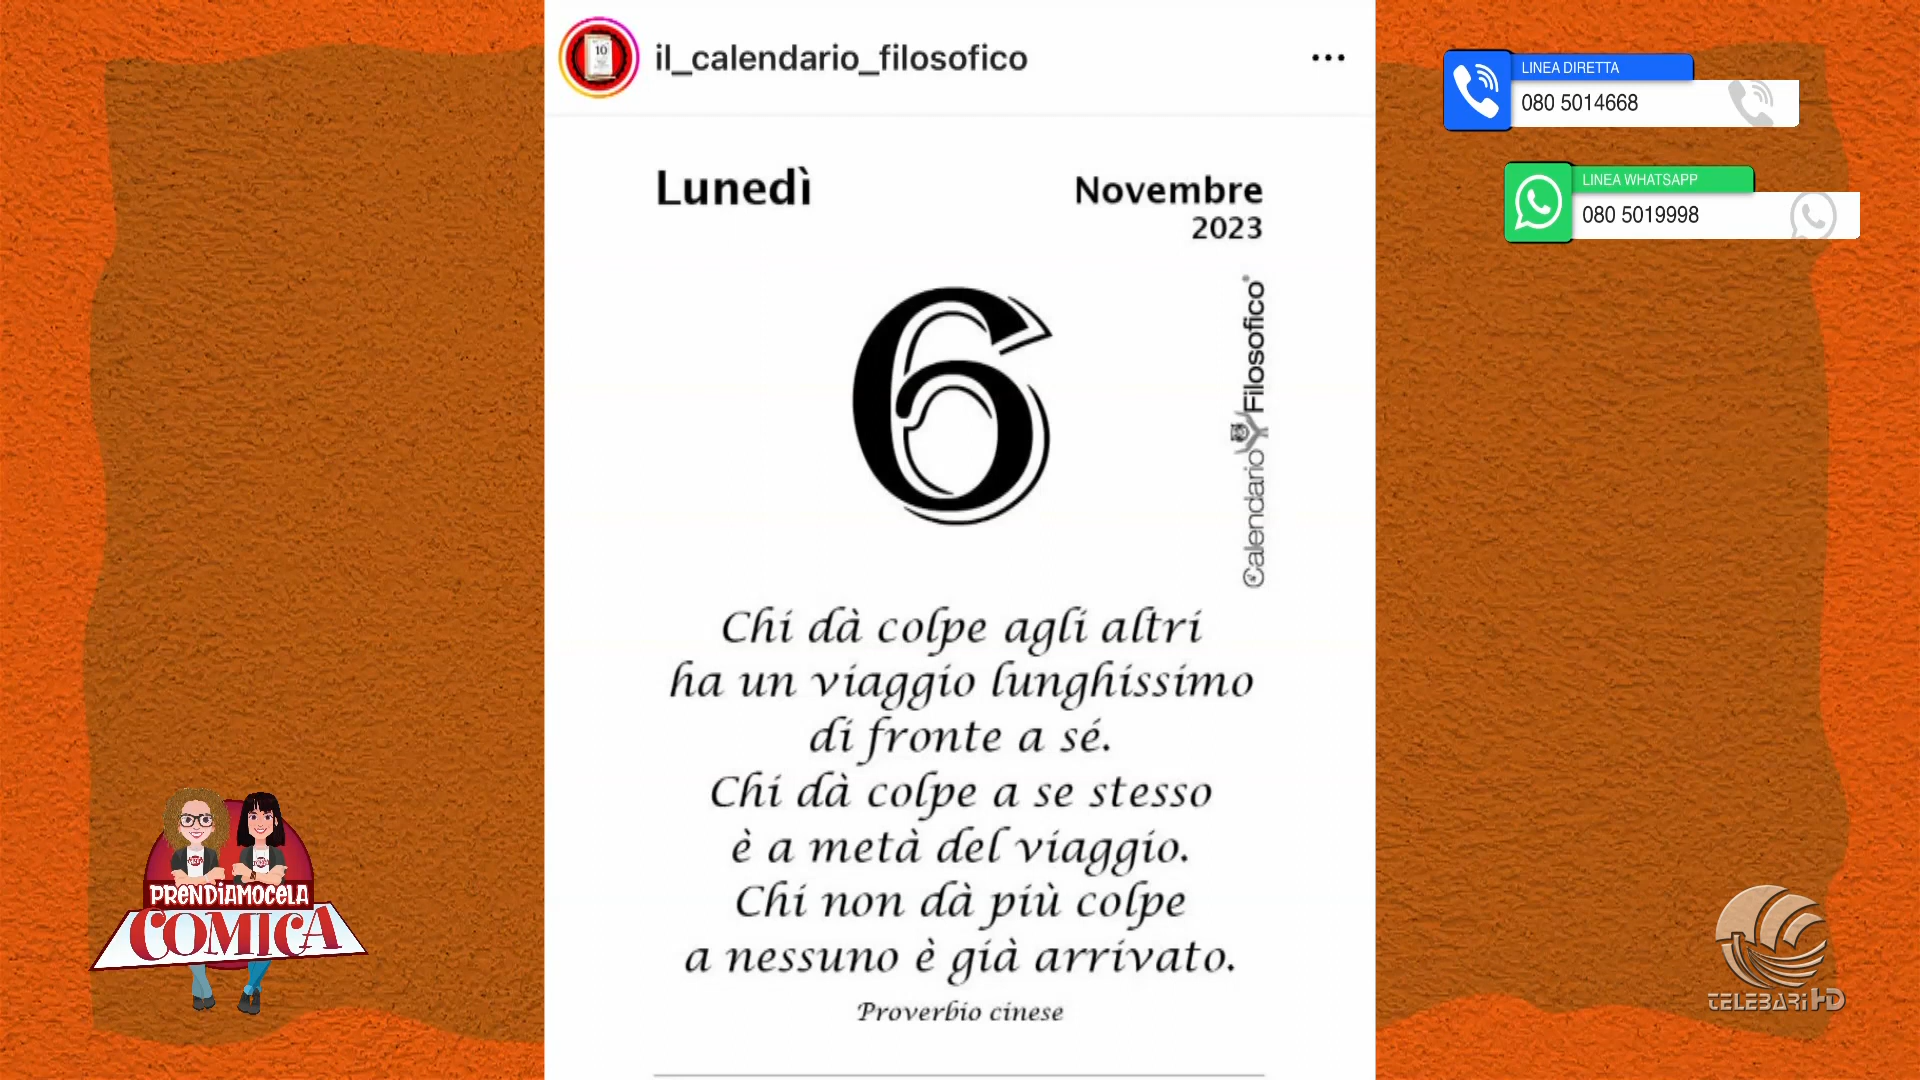 il_calendario_filosofico
Lunedì
Novembre
2023
6
Calendario Filosofico®
Chi dà colpe agli altri
ha un viaggio lunghissimo
di fronte a sé.
Chi dà colpe a se stesso
è a metà del viaggio.
Chi non dà più colpe
a nessuno è già arrivato.
Proverbio cinese
LINEA DIRETTA
080 5014668
LINEA WHATSAPP
080 5019998
PRENDIAMOCELA
COMICA
TELEBARI HD
10